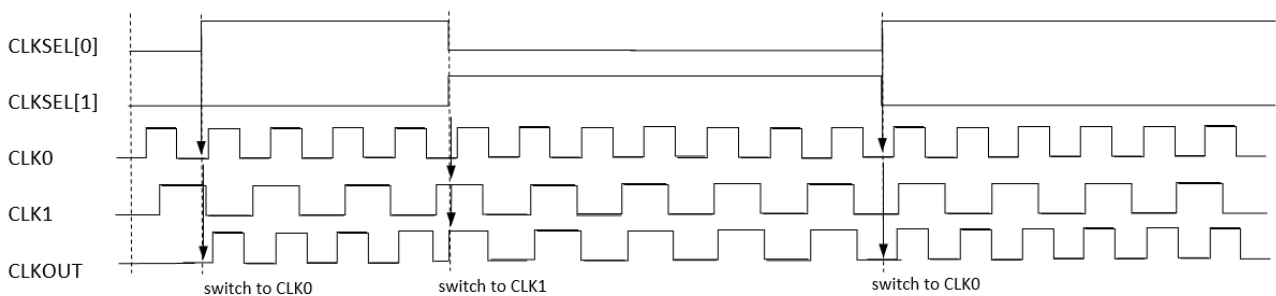 CLKSEL[0]
CLKSEL[1]
CLK0
CLK1
CLKOUT
switch to CLK0
switch to CLK1
switch to CLK0